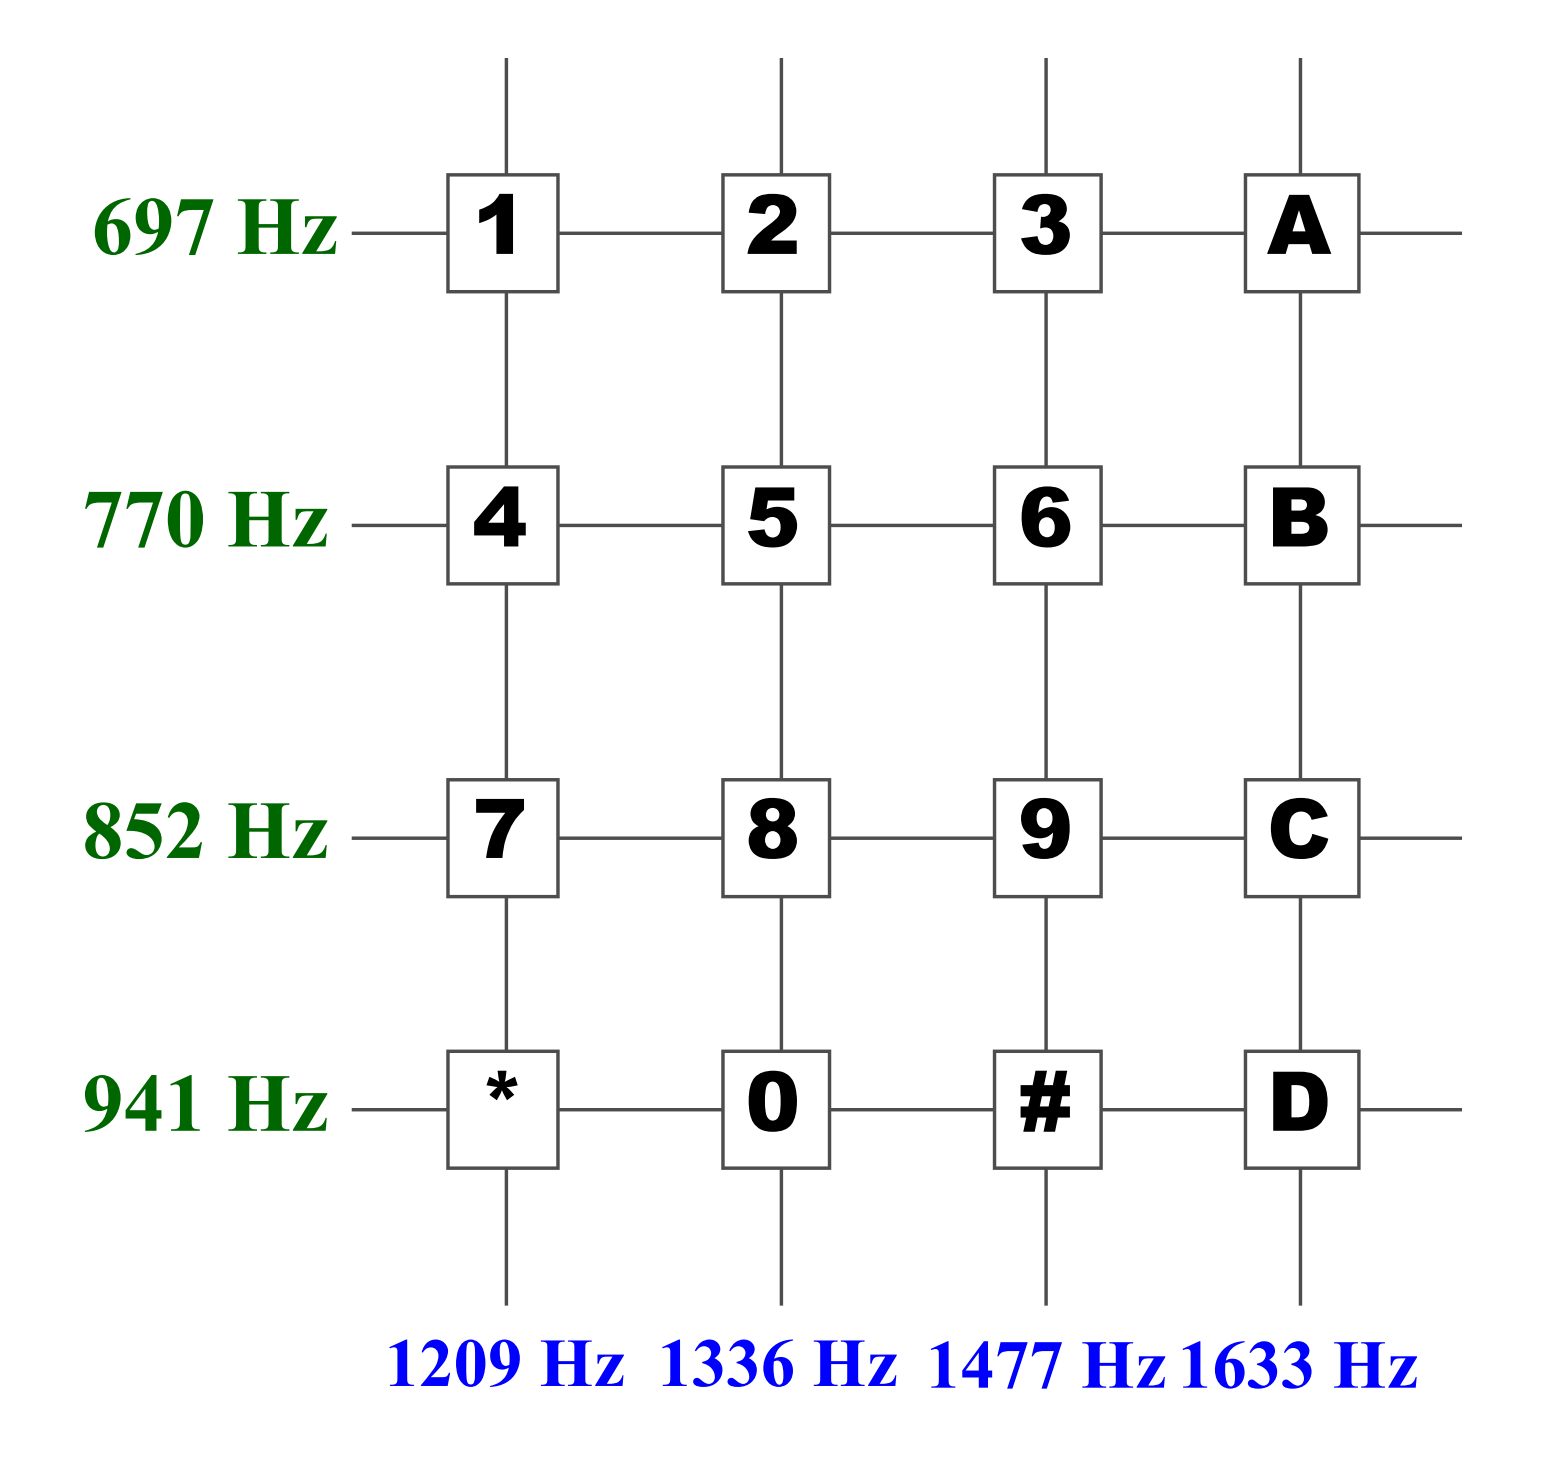 697 Hz 1 2 3 A
770 Hz 4 5 6 B
852 Hz 7 8 9 C
941 Hz * 0 # D
1209 Hz 1336 Hz 1477 Hz 1633 Hz